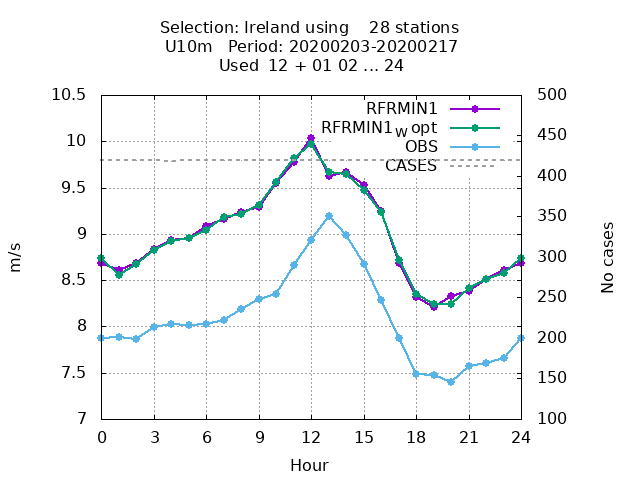 Selection: Ireland using    28 stations
U10m   Period: 20200203-20200217
Used  12 + 01 02 ... 24
10.5
10
9.5
9
8.5
8
7.5
7
500
450
400
350
300
250
200
150
100
m/s
No cases
RFRMIN1
RFRMIN1wopt
OBS
CASES
0 3 6 9 12 15 18 21 24
Hour